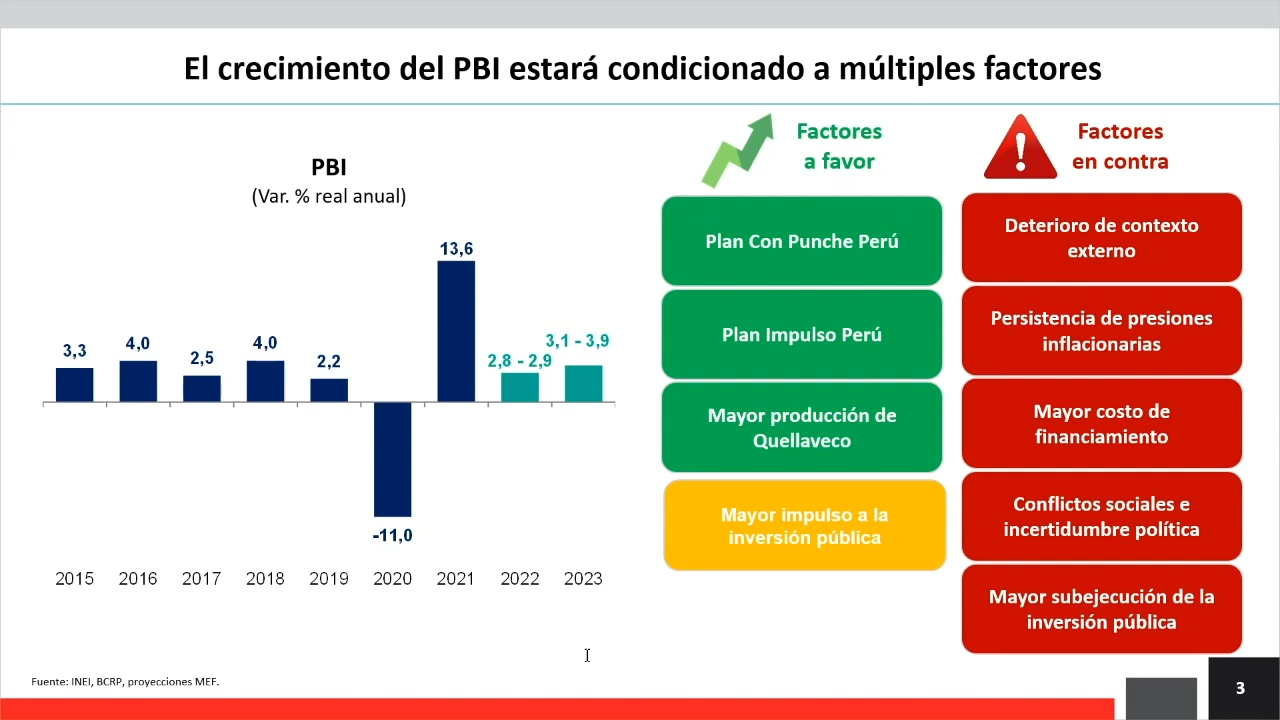 El crecimiento del PBI estará condicionado a múltiples factores
PBI
(Var. % real anual)
3,3
4,0
2,5
4,0
2,2
-11,0
13,6
2,8 - 2,9
3,1 - 3,9
2015
2016
2017
2018
2019
2020
2021
2022
2023
Factores
a favor
Plan Con Punche Perú
Plan Impulso Perú
Mayor producción de
Quellaveco
Mayor impulso a la
inversión pública
Factores
en contra
Deterioro de contexto
externo
Persistencia de presiones
inflacionarias
Mayor costo de
financiamiento
Conflictos sociales e
incertidumbre política
Mayor subejecución de la
inversión pública
Fuente: INEI, BCRP, proyecciones MEF.
3